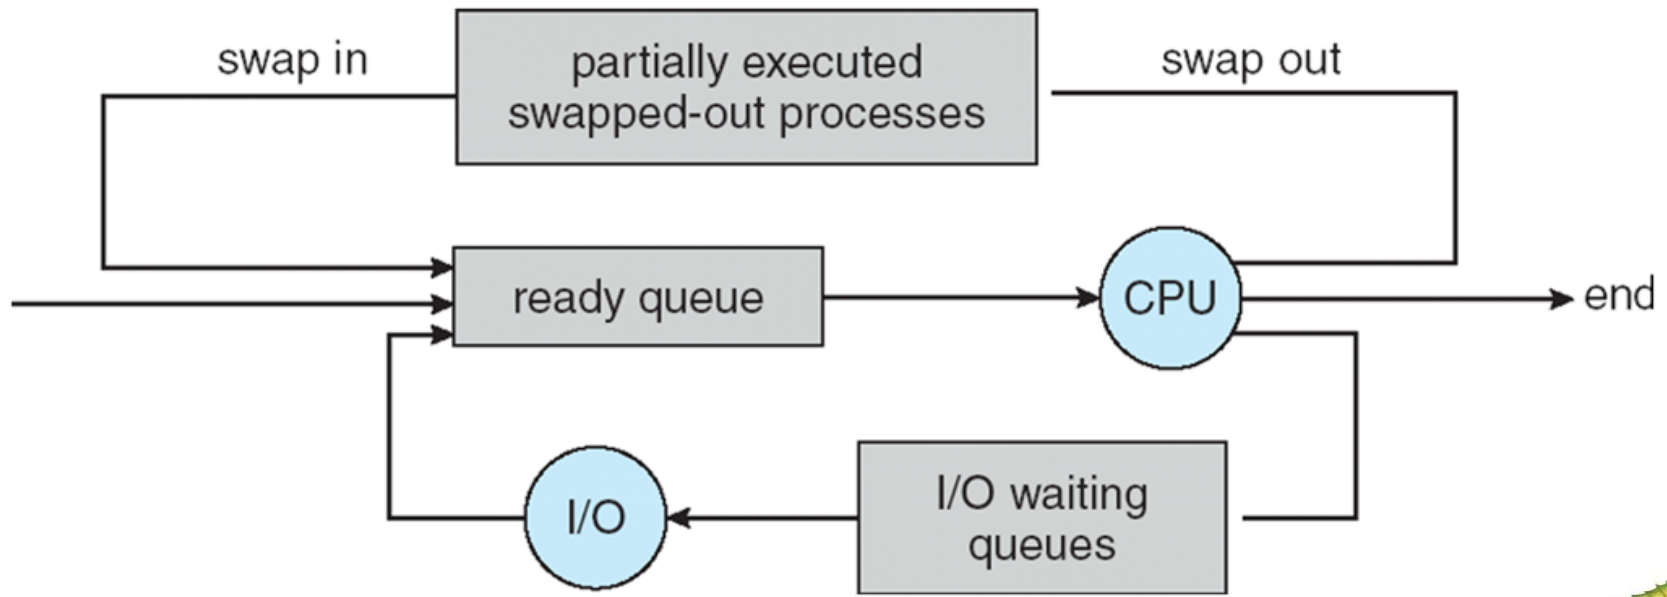 swap in
partially executed
swapped-out processes
swap out
ready queue
CPU
end
I/O
I/O waiting
queues